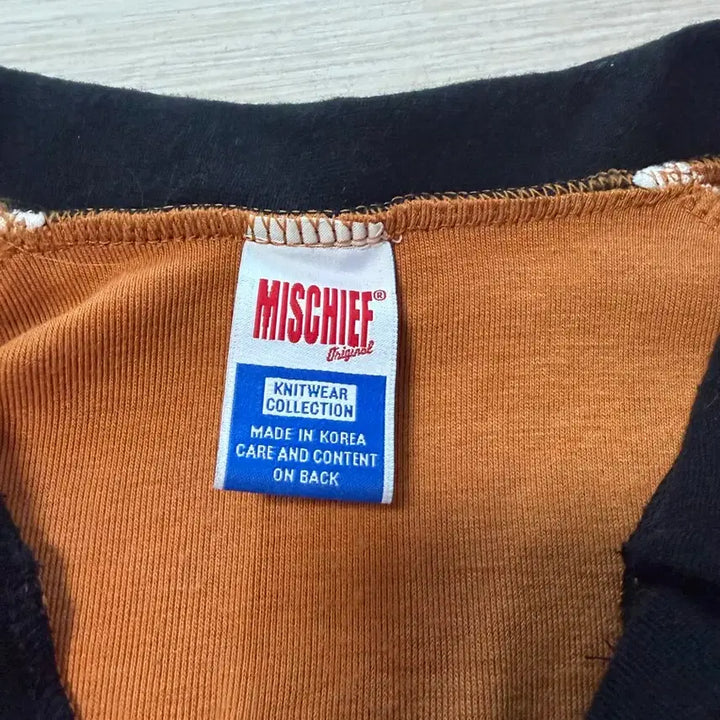 MISCHIEF®
Original
KNITWEAR
COLLECTION
MADE IN KOREA
CARE AND CONTENT
ON BACK